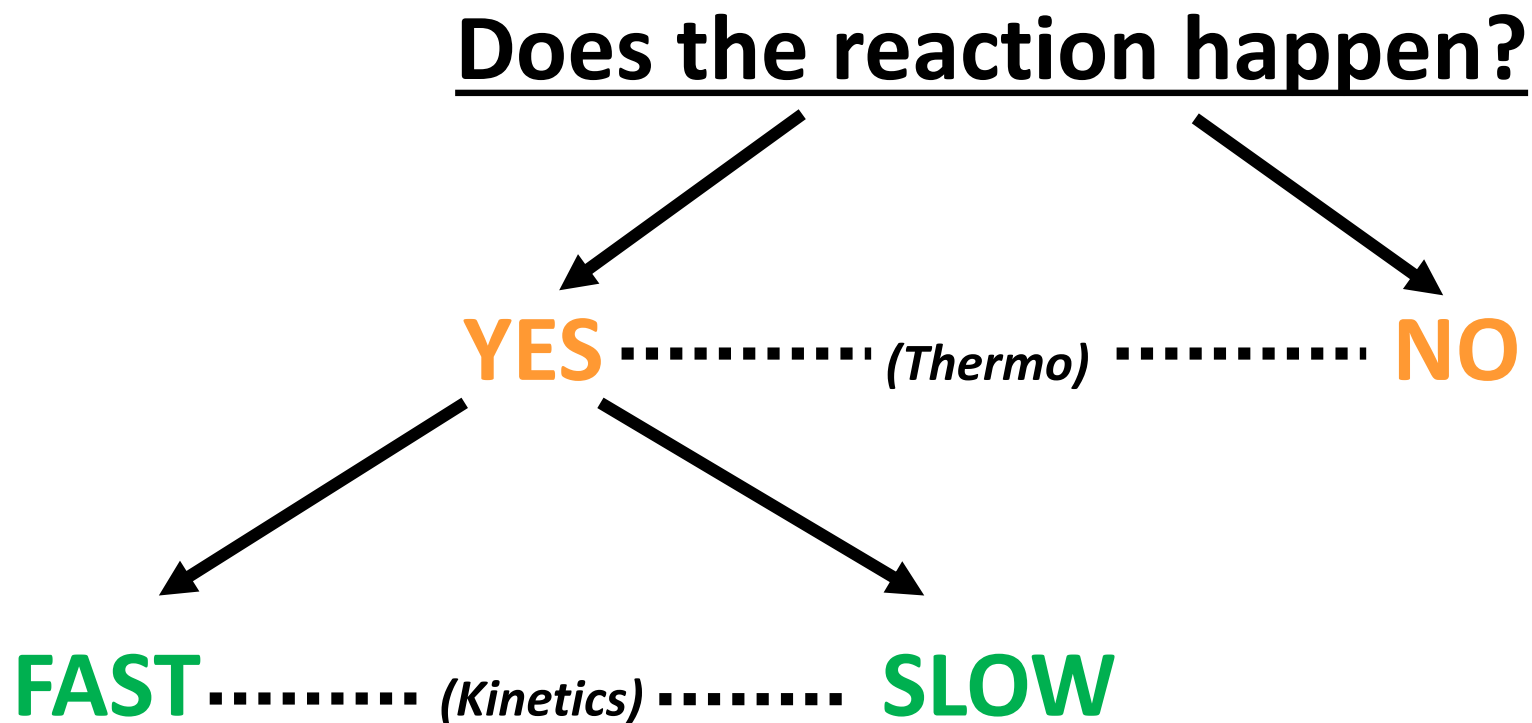 Does the reaction happen?
YES (Thermo) NO
FAST (Kinetics) SLOW